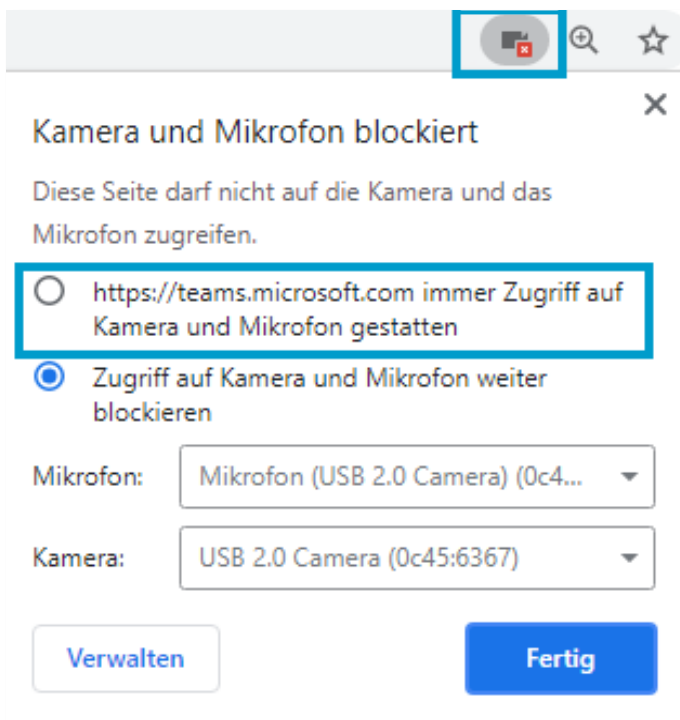 Kamera und Mikrofon blockiert
Diese Seite darf nicht auf die Kamera und das
Mikrofon zugreifen.
https://teams.microsoft.com immer Zugriff auf
Kamera und Mikrofon gestatten
Zugriff auf Kamera und Mikrofon weiter
blockieren
Mikrofon: Mikrofon (USB 2.0 Camera) (0c4...
Kamera: USB 2.0 Camera (0c45:6367)
Verwalten Fertig